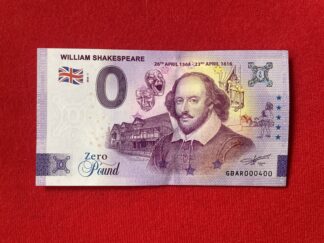 WILLIAM SHAKESPEARE
26TH APRIL 1564 - 23RD APRIL 1616
0
Zero
Pound
GBAR000400